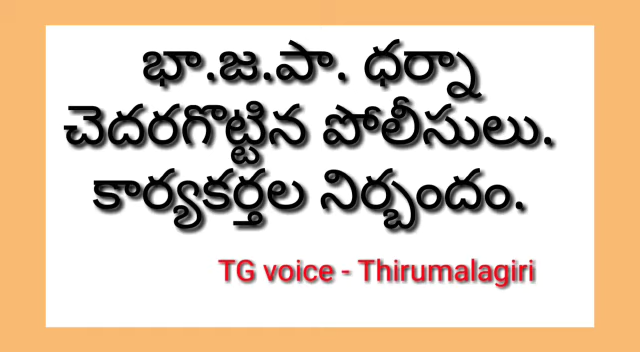 భా.జ.పా. ధర్నా
చెదరగొట్టిన పోలీసులు.
కార్యకర్తల నిర్బందం.
TG voice - Thirumalagiri